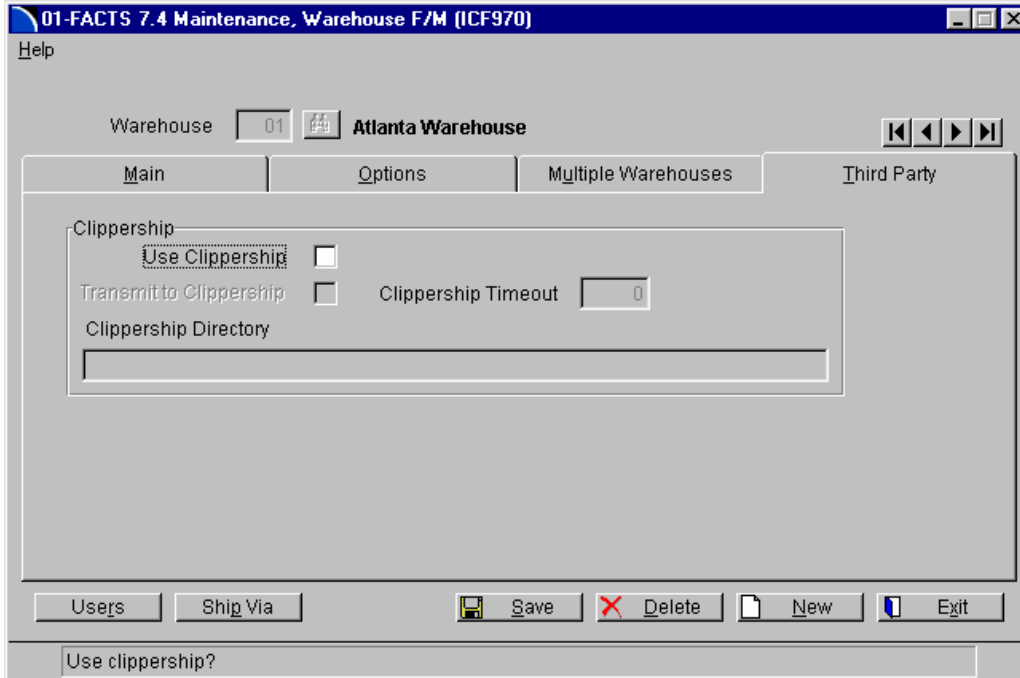 01-FACTS 7.4 Maintenance, Warehouse F/M (ICF970)
Help
Warehouse 01 Atlanta Warehouse
Main Options Multiple Warehouses Third Party
Clippership
Use Clippership
Transmit to Clippership Clippership Timeout 0
Clippership Directory
Users Ship Via Save Delete New Exit
Use clippership?